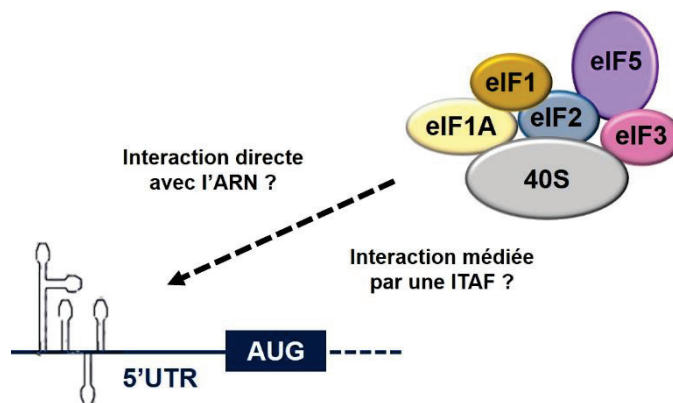 eIF5
eIF1
eIF1A
eIF2
eIF3
40S
Interaction directe
avec l'ARN ?
Interaction médiée
par une ITAF ?
AUG
5'UTR